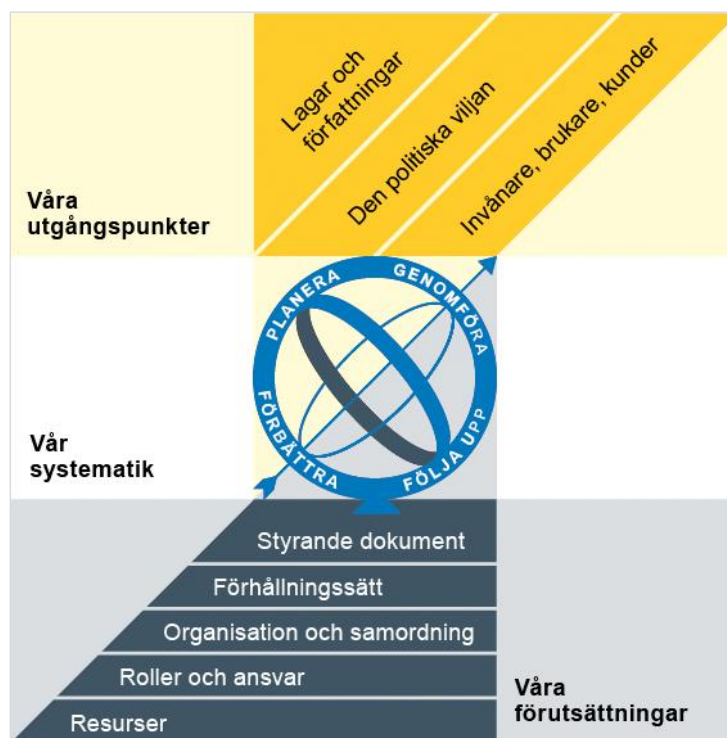 Lagar och
författningar
Den politiska viljan
Invånare, brukare, kunder
Våra
utgångspunkter
PLANERA
GENOMFÖRA
FÖLJA UPP
FÖRBÄTTRA
Vår
systematik
Styrande dokument
Förhållningssätt
Organisation och samordning
Roller och ansvar
Resurser
Våra
förutsättningar